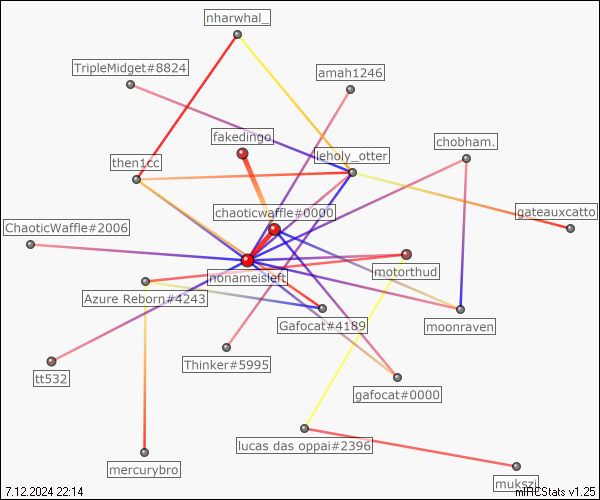 nharwhal_
TripleMidget#8824
amah1246
fakedingo
chobham.
then1cc
leholy_otter
chaoticwaffle#0000
gateauxcatto
ChaoticWaffle#2006
nonameisleft
motorthud
Azure Reborn#4243
Gafocat#4189
moonraven
Thinker#5995
tt532
gafocat#0000
lucas das oppai#2396
mercurybro
mukszi
7.12.2024 22:14
mIRCStats v1.25